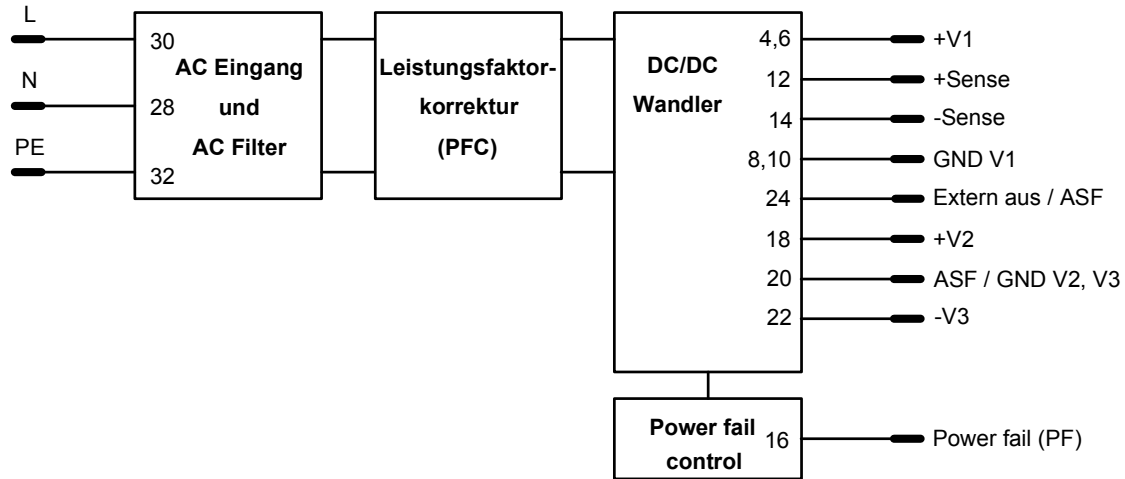 L
30
N
28
PE
32
AC Eingang
und
AC Filter
Leistungsfaktor-
korrektur
(PFC)
DC/DC
Wandler
4,6 +V1
12 +Sense
14 -Sense
8,10 GND V1
24 Extern aus / ASF
18 +V2
20 ASF / GND V2, V3
22 -V3
Power fail
control
16 Power fail (PF)